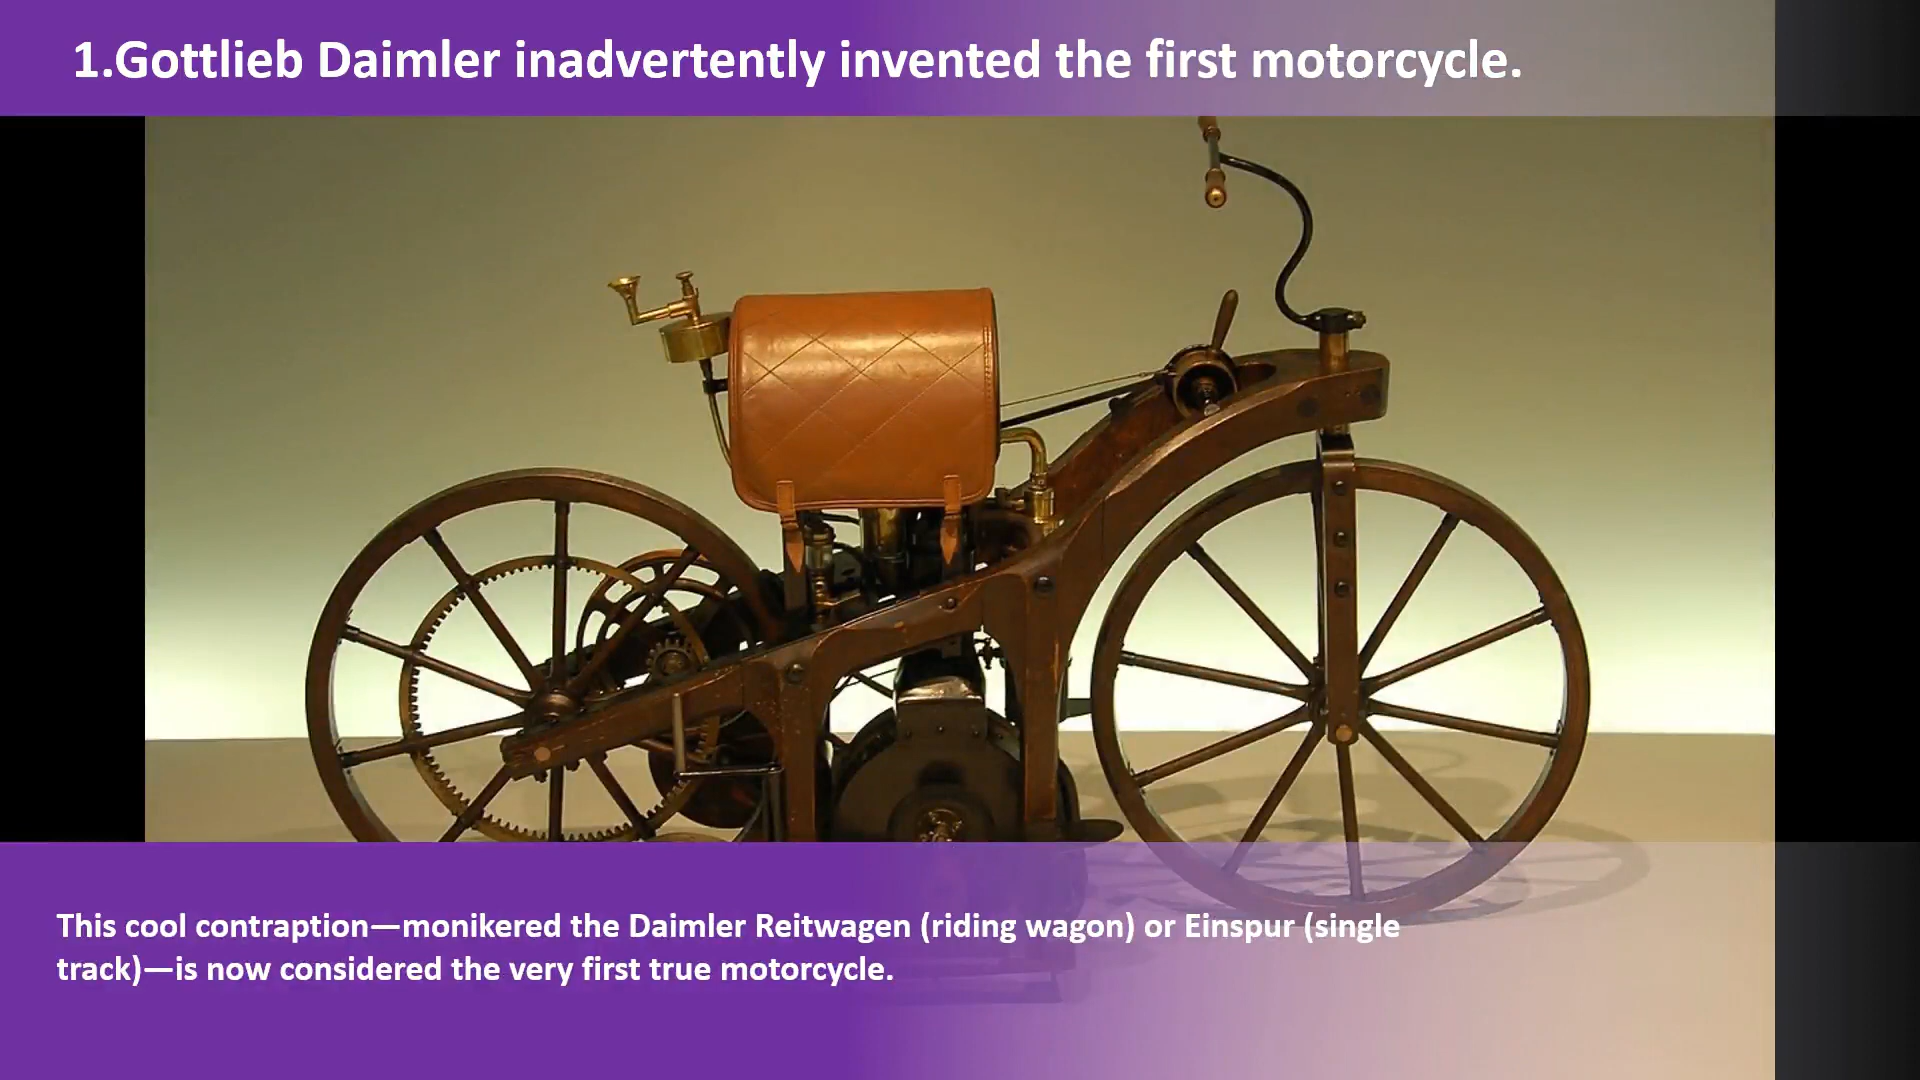 1.Gottlieb Daimler inadvertently invented the first motorcycle.
This cool contraption—monikered the Daimler Reitwagen (riding wagon) or Einspur (single
track)—is now considered the very first true motorcycle.